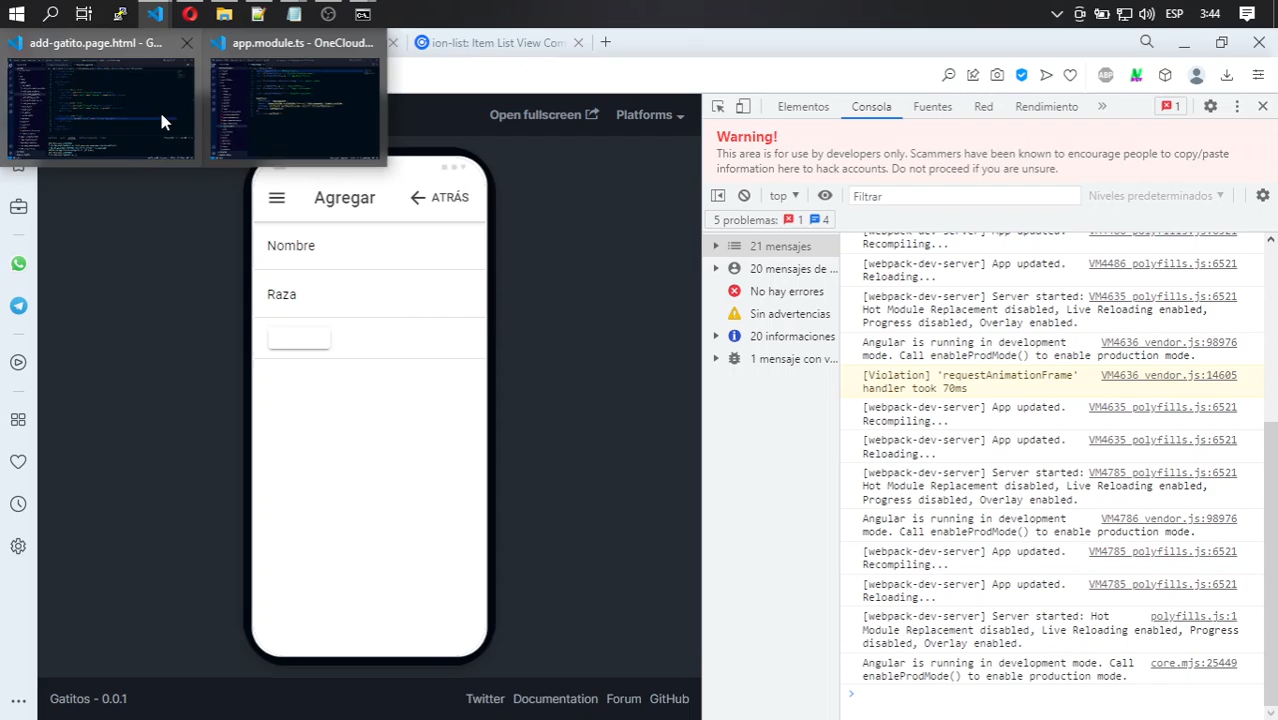 ESP
3:44
add-gatito.page.html - G...
app.module.ts - OneCloud...
ion-list: Item List View Com
Open fullscreen
Platfor
Conso
tes
Rendimiento
1
Warning!
This area is for use by developers only. Scammers have been known to encourage people to copy/paste
information here to hack accounts. Do not proceed if you are unsure.
top
Filtrar
Niveles predeterminados
5 problemas:
1
4
21 mensajes
20 mensajes de ...
No hay errores
Sin advertencias
20 informaciones
1 mensaje con v...
Recompiling...
[webpack-dev-server] App updated.
VM4486 polyfills.js:6521
Reloading...
[webpack-dev-server] Server started:
VM4635 polyfills.js:6521
Hot Module Replacement disabled, Live Reloading enabled,
Progress disabled, Overlay enabled.
Angular is running in development
VM4636 vendor.js:98976
mode. Call enableProdMode() to enable production mode.
[Violation] 'requestAnimationFrame'
VM4636 vendor.js:14605
handler took 70ms
[webpack-dev-server] App updated.
VM4635 polyfills.js:6521
Recompiling...
[webpack-dev-server] App updated.
VM4635 polyfills.js:6521
Reloading...
[webpack-dev-server] Server started:
VM4785 polyfills.js:6521
Hot Module Replacement disabled, Live Reloading enabled,
Progress disabled, Overlay enabled.
Angular is running in development
VM4786 vendor.js:98976
mode. Call enableProdMode() to enable production mode.
[webpack-dev-server] App updated.
VM4785 polyfills.js:6521
Recompiling...
[webpack-dev-server] App updated.
VM4785 polyfills.js:6521
Reloading...
[webpack-dev-server] Server started: Hot
polyfills.js:1
Module Replacement disabled, Live Reloading enabled, Progress
disabled, Overlay enabled.
Angular is running in development mode. Call
core.mjs:25449
enableProdMode() to enable production mode.
Agregar
ATRÁS
Nombre
Raza
Gatitos - 0.0.1
Twitter
Documentation
Forum
GitHub